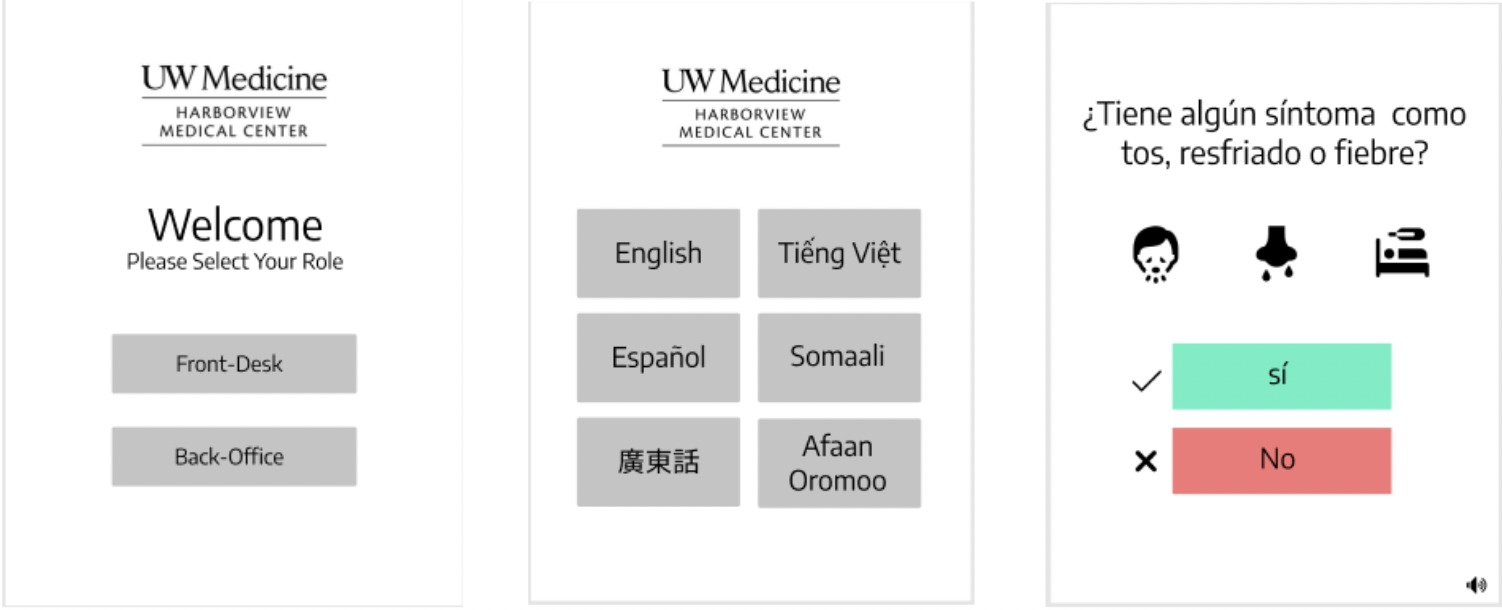 UW Medicine
HARBORVIEW
MEDICAL CENTER
Welcome
Please Select Your Role
Front-Desk
Back-Office
UW Medicine
HARBORVIEW
MEDICAL CENTER
English
Tiếng Việt
Español
Somaali
廣東話
Afaan
Oromoo
¿Tiene algún síntoma como
tos, resfriado o fiebre?
sí
No